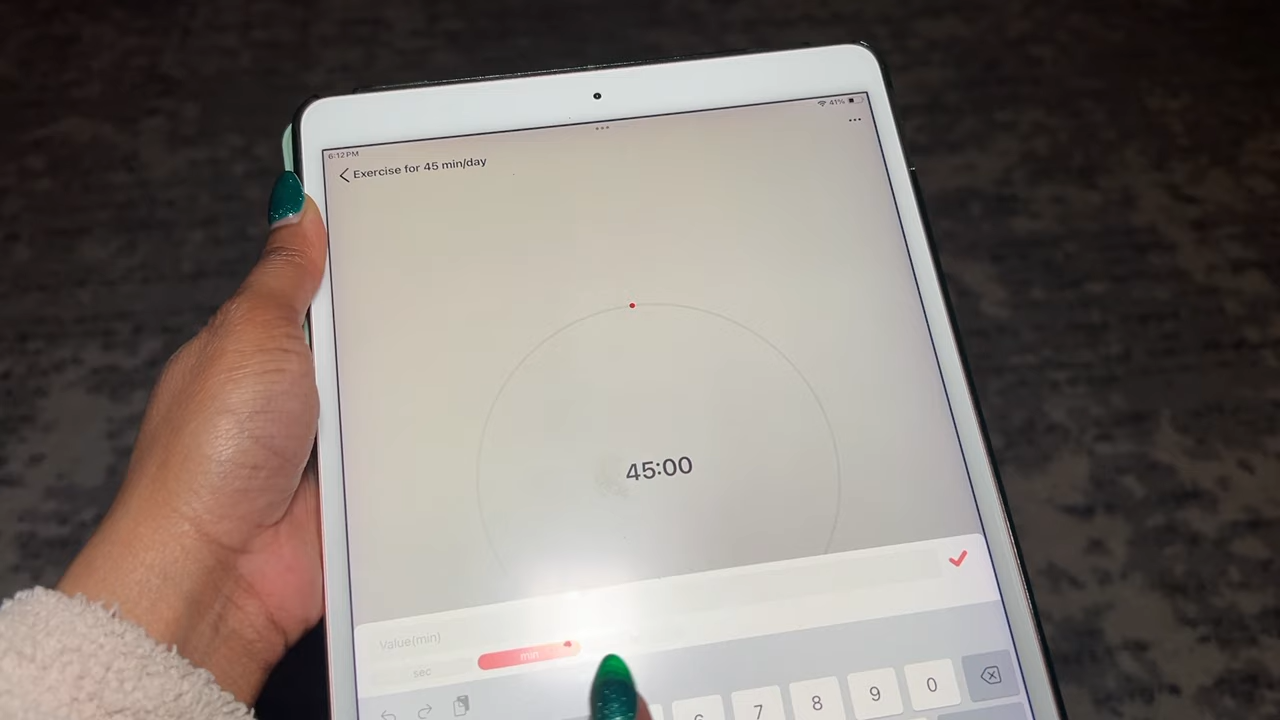 6:12 PM
41%
Exercise for 45 min/day
45:00
Value(min)
sec
min
7 8 9 0